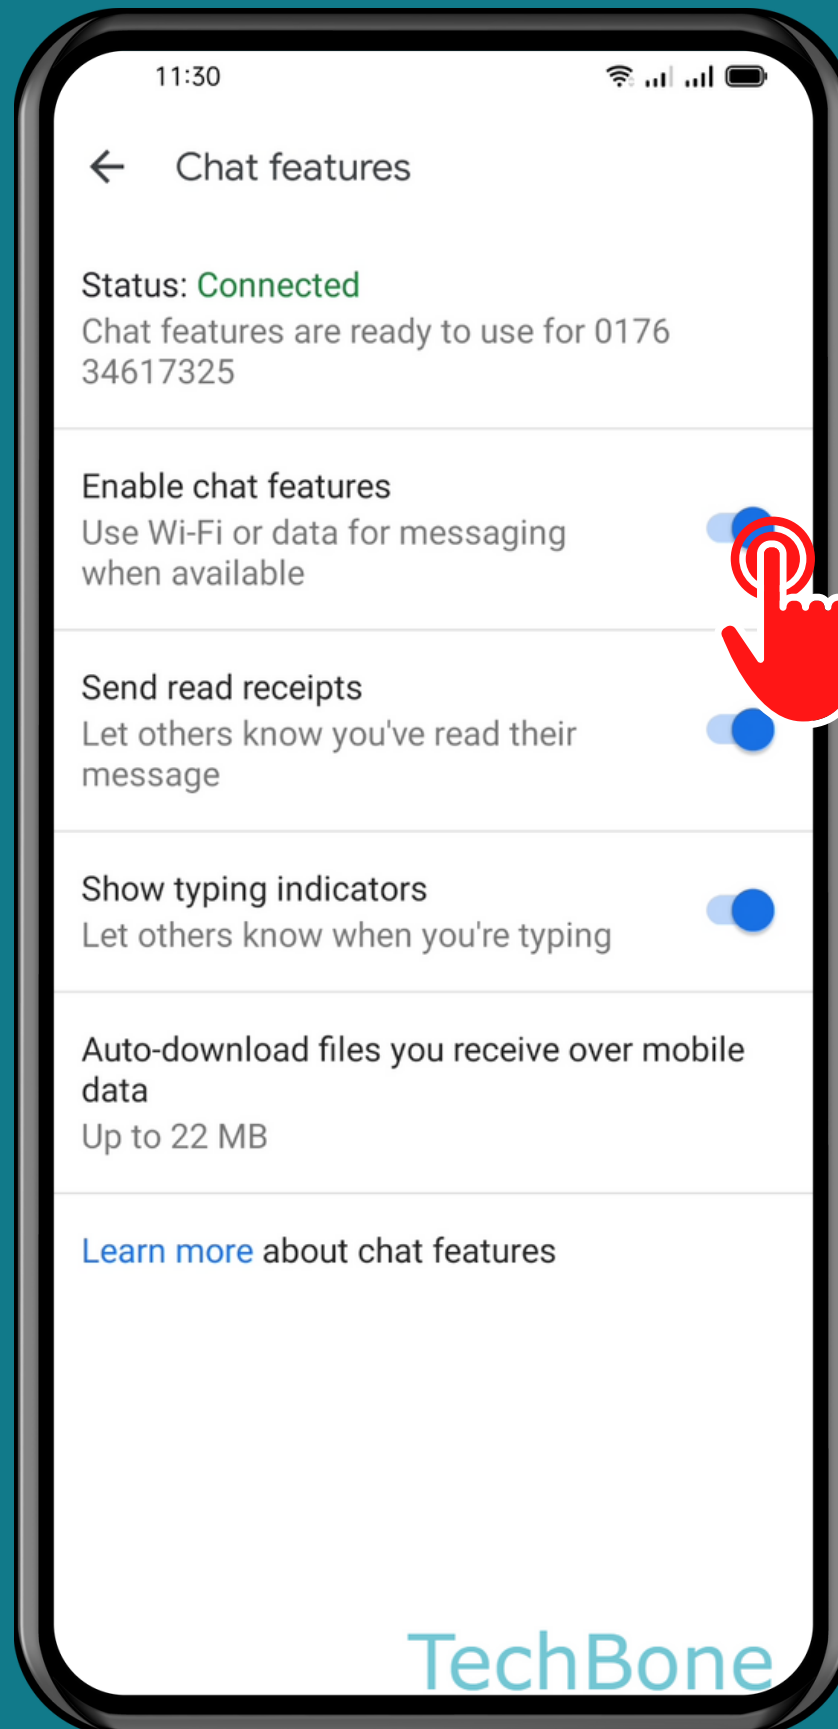 11:30
Chat features
Status: Connected
Chat features are ready to use for 0176
34617325
Enable chat features
Use Wi-Fi or data for messaging
when available
Send read receipts
Let others know you've read their
message
Show typing indicators
Let others know when you're typing
Auto-download files you receive over mobile
data
Up to 22 MB
Learn more about chat features
TechBone